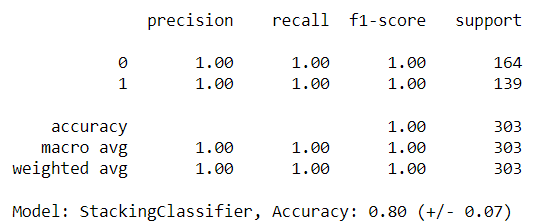 precision recall f1-score support
0 1.00 1.00 1.00 164
1 1.00 1.00 1.00 139
accuracy 1.00 303
macro avg 1.00 1.00 1.00 303
weighted avg 1.00 1.00 1.00 303
Model: StackingClassifier, Accuracy: 0.80 (+/- 0.07)